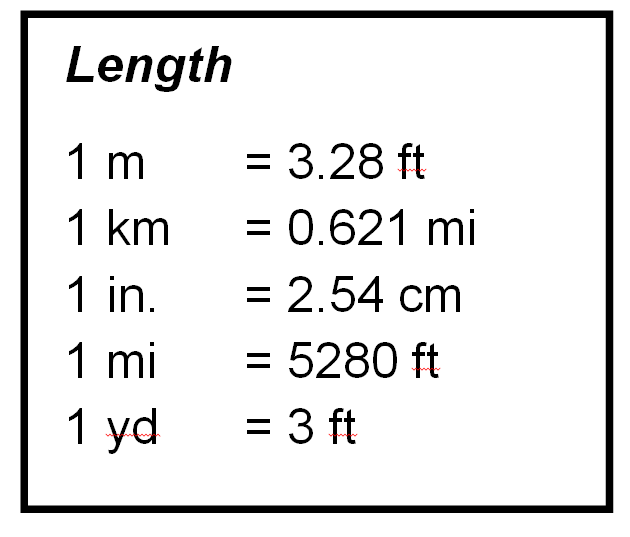 Length
1 m = 3.28 ft
1 km = 0.621 mi
1 in. = 2.54 cm
1 mi = 5280 ft
1 yd = 3 ft